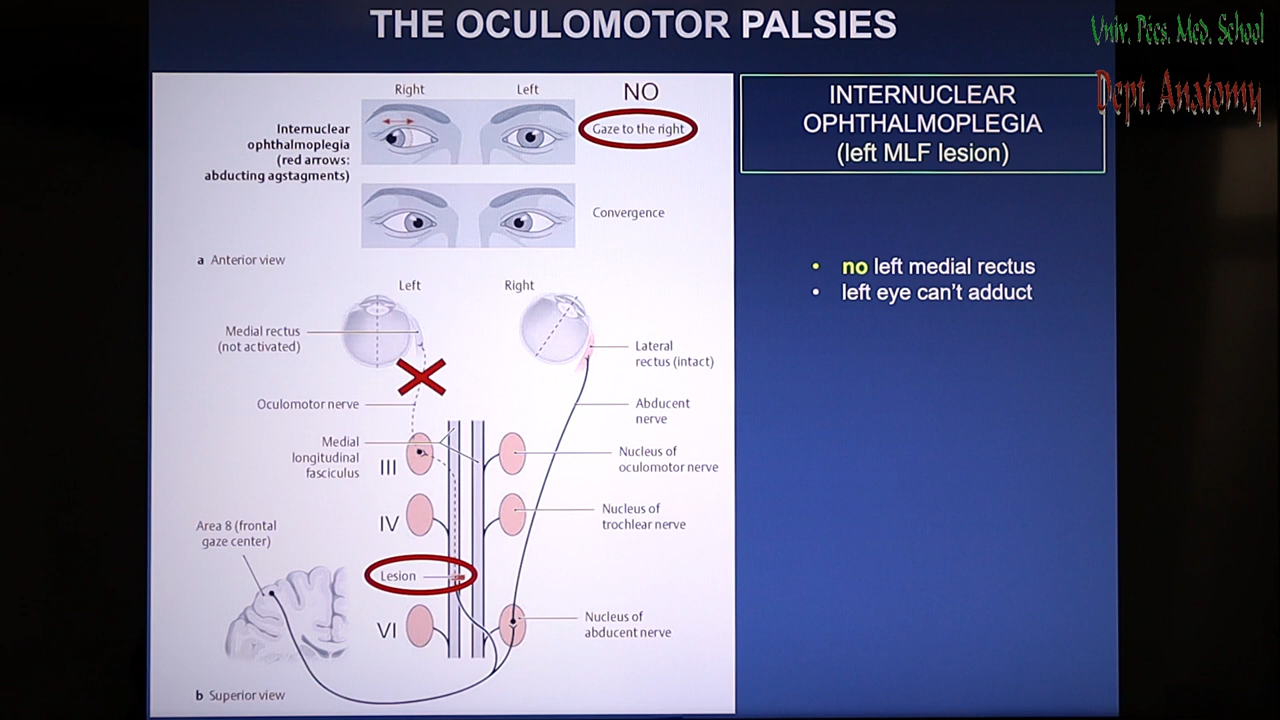 THE OCULOMOTOR PALSIES
Univ. Pécs. Med. School
Dept. Anatomy
Right
Left
NO
Internuclear
ophthalmoplegia
(red arrows:
abducting agstagments)
Gaze to the right
Convergence
a Anterior view
Left
Right
Medial rectus
(not activated)
Lateral
rectus (intact)
Oculomotor nerve
Abducent
nerve
Medial
longitudinal
fasciculus
III
Nucleus of
oculomotor nerve
IV
Nucleus of
trochlear nerve
Area 8 (frontal
gaze center)
Lesion
VI
Nucleus of
abducent nerve
b Superior view
INTERNUCLEAR
OPHTHALMOPLEGIA
(left MLF lesion)
• no left medial rectus
• left eye can't adduct